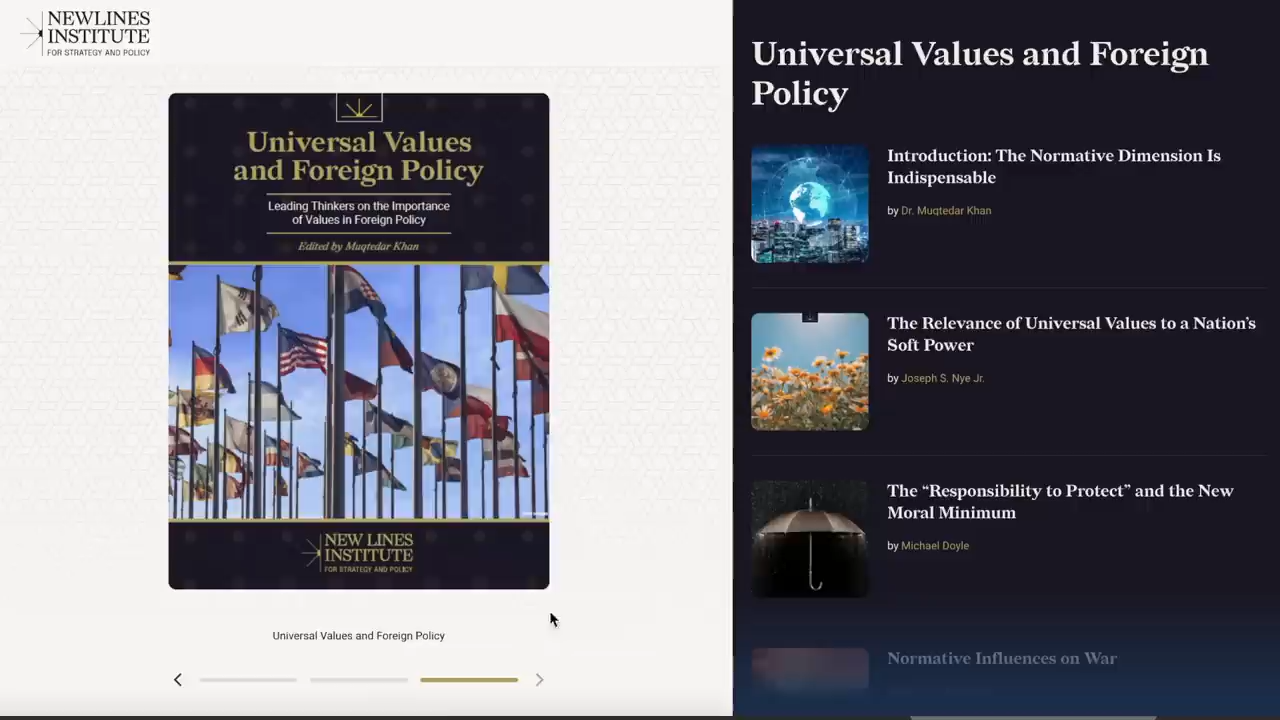 NEWLINES
INSTITUTE
FOR STRATEGY AND POLICY
Universal Values
and Foreign Policy
Leading Thinkers on the Importance
of Values in Foreign Policy
Edited by Muqtedar Khan
NEW LINES
INSTITUTE
FOR STRATEGY AND POLICY
Universal Values and Foreign Policy
Universal Values and Foreign
Policy
Introduction: The Normative Dimension Is
Indispensable
by Dr. Muqtedar Khan
The Relevance of Universal Values to a Nation’s
Soft Power
by Joseph S. Nye Jr.
The “Responsibility to Protect” and the New
Moral Minimum
by Michael Doyle
Normative Influences on War